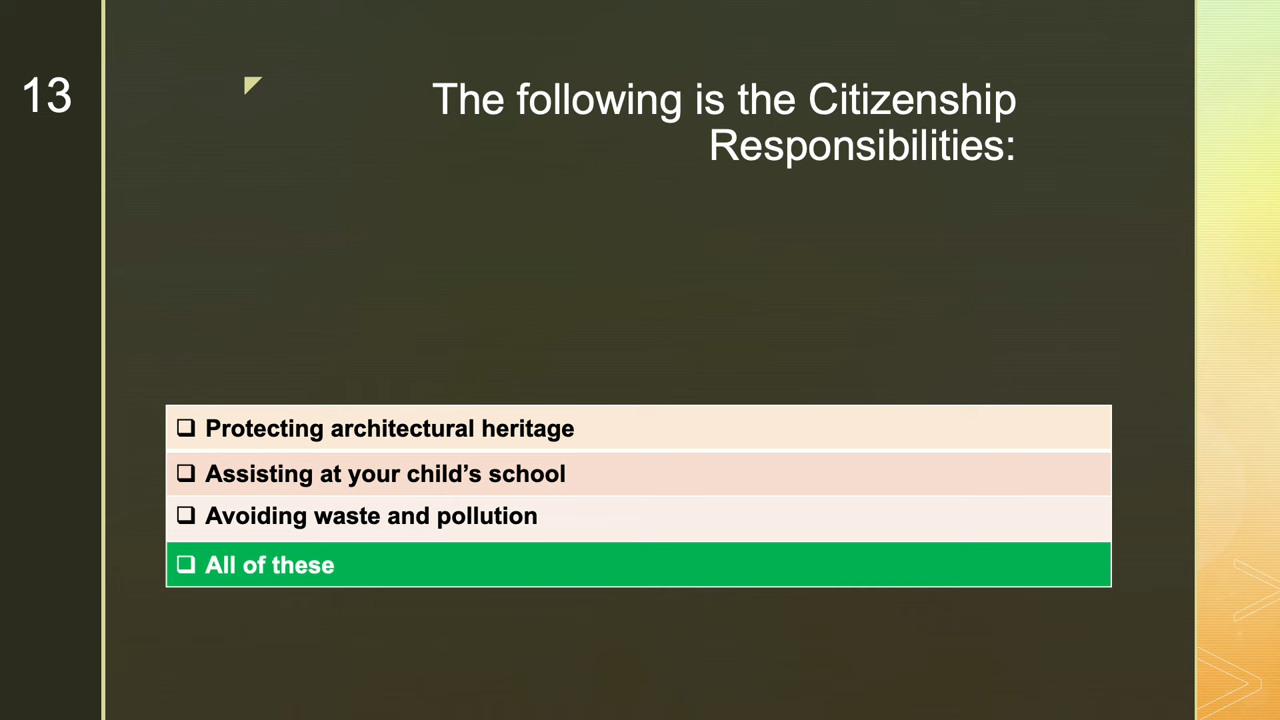 13
The following is the Citizenship
Responsibilities:
Protecting architectural heritage
Assisting at your child’s school
Avoiding waste and pollution
All of these